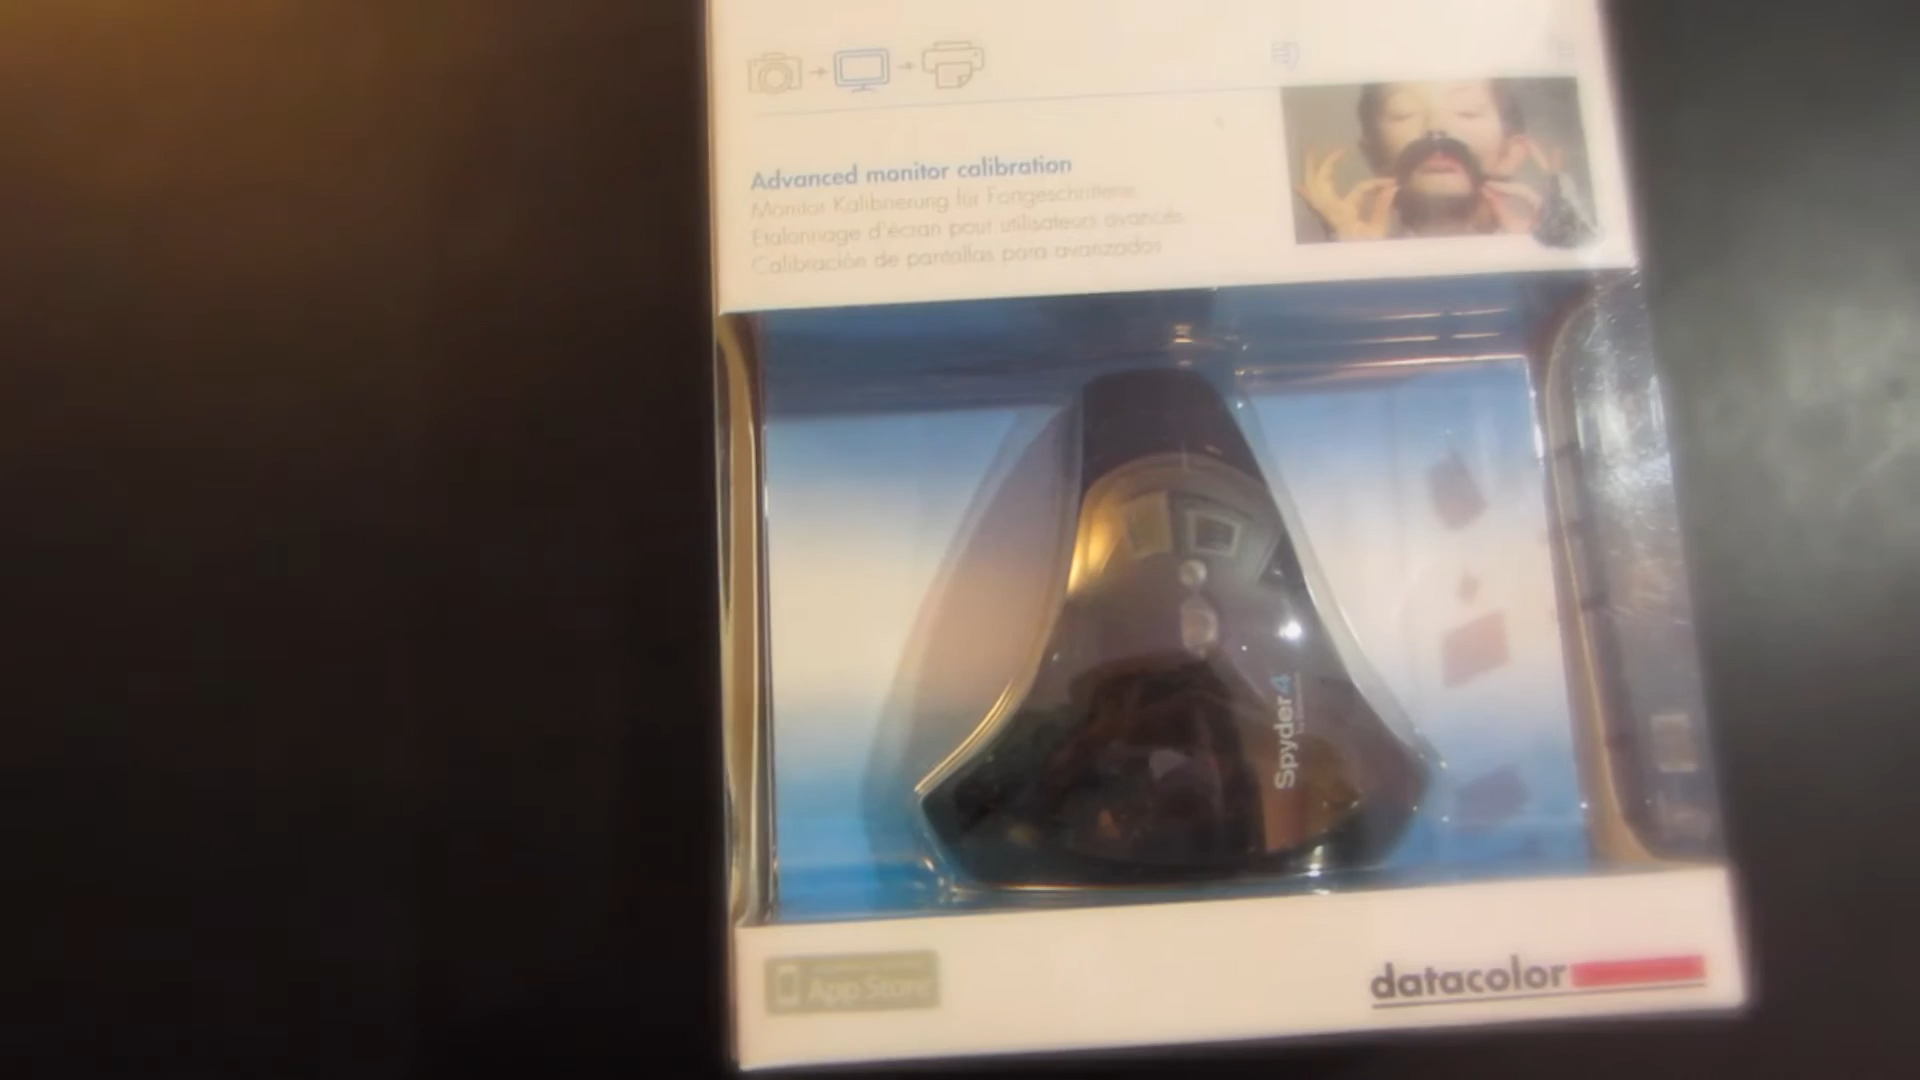 Advanced monitor calibration
Monitor Kalibrierung für Fortgeschrittene
Etalonnage d'écran pour utilisateurs avancés
Calibración de pantallas para avanzados
Spyder4
App Store
datacolor